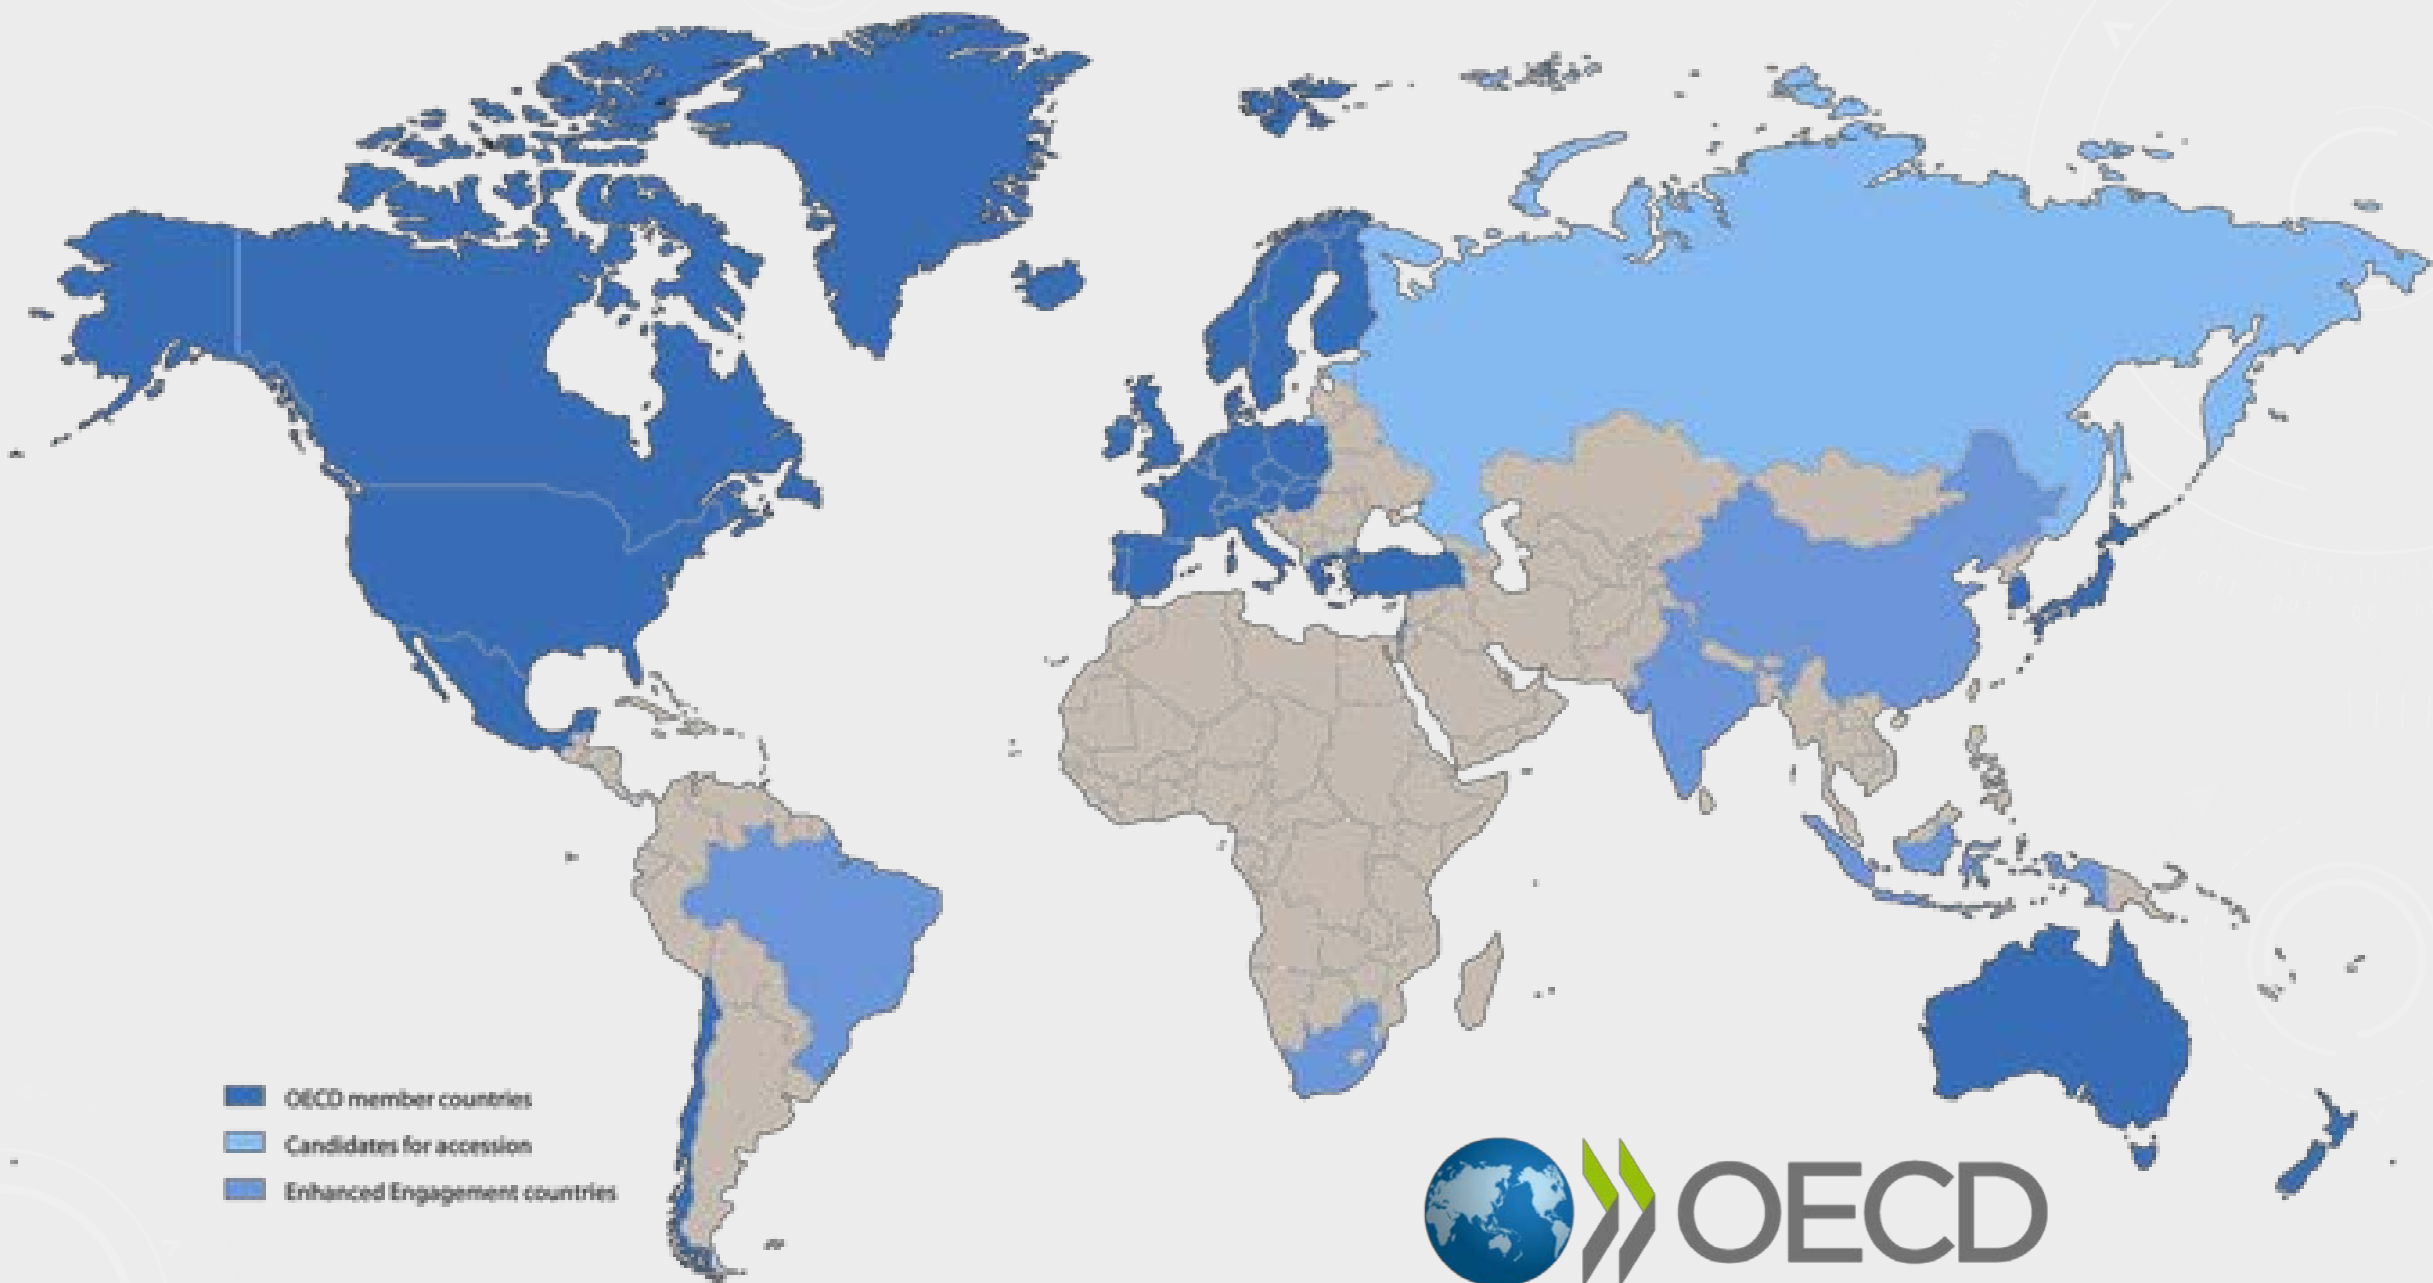 OECD member countries
Candidates for accession
Enhanced Engagement countries
OECD